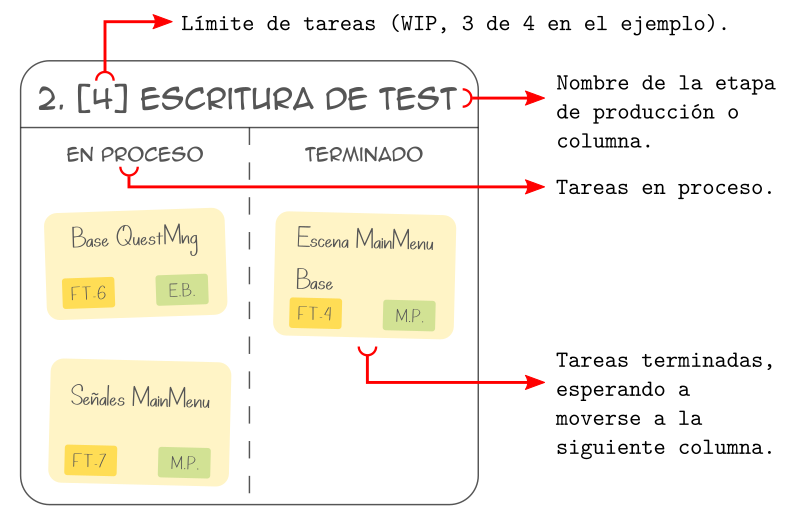 Límite de tareas (WIP, 3 de 4 en el ejemplo).
2. [4] ESCRITURA DE TEST
Nombre de la etapa
de producción o
columna.
EN PROCESO
TERMINADO
Tareas en proceso.
Base QuestMng
FT-6
E.B.
Escena MainMenu
Base
FT-4
M.P.
Señales MainMenu
FT-7
M.P.
Tareas terminadas,
esperando a
moverse a la
siguiente columna.